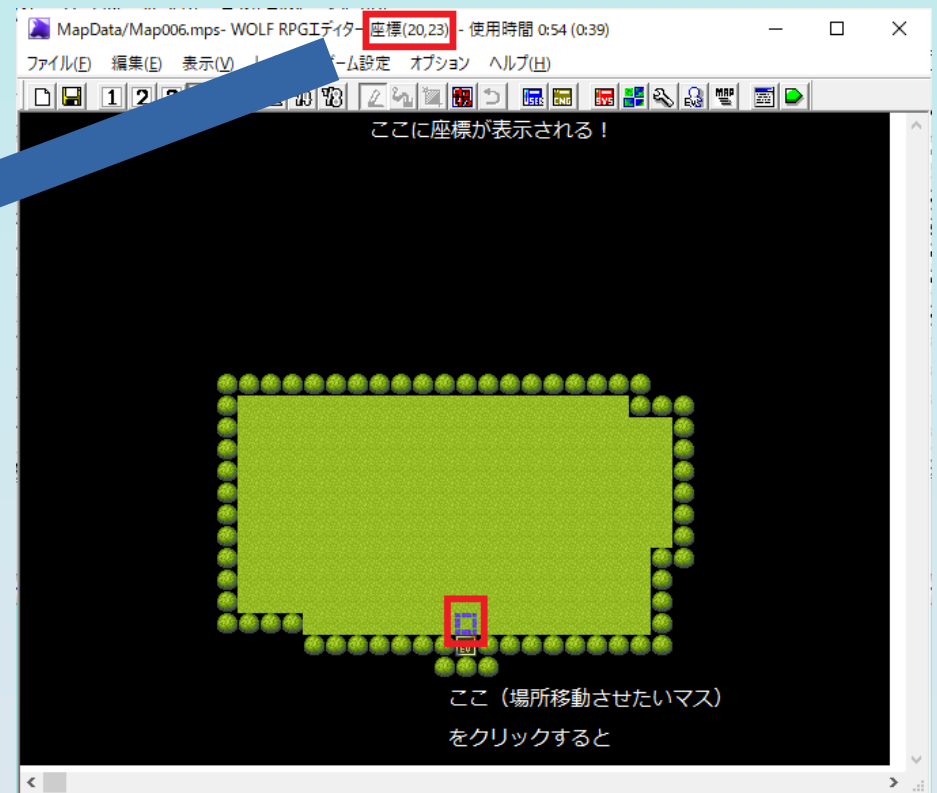 MapData/Map006.mps- WOLF RPGエディター 座標(20,23) - 使用時間 0:54 (0:39)
ファイル(F) 編集(E) 表示(V) ーム設定 オプション ヘルプ(H)
1 2
ここに座標が表示される！
EV
ここ（場所移動させたいマス）
をクリックすると